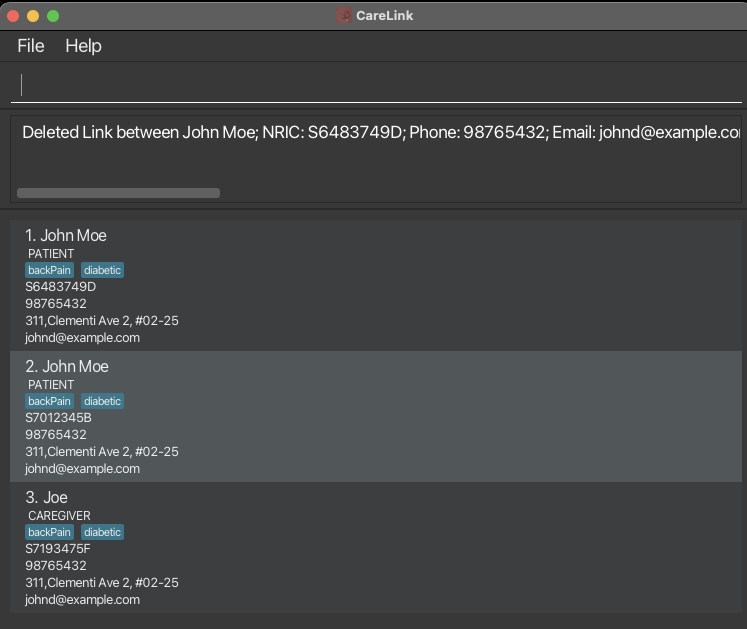 CareLink
File Help
Deleted Link between John Moe; NRIC: S6483749D; Phone: 98765432; Email: johnd@example.co
1. John Moe
PATIENT
backPain diabetic
S6483749D
98765432
311,Clementi Ave 2, #02-25
johnd@example.com
2. John Moe
PATIENT
backPain diabetic
S7012345B
98765432
311,Clementi Ave 2, #02-25
johnd@example.com
3. Joe
CAREGIVER
backPain diabetic
S7193475F
98765432
311,Clementi Ave 2, #02-25
johnd@example.com